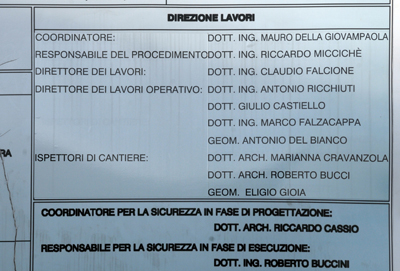 DIREZIONE LAVORI
COORDINATORE: DOTT. ING. MAURO DELLA GIOVAMPAOLA
RESPONSABILE DEL PROCEDIMENTO DOTT. ING. RICCARDO MICCICHÈ
DIRETTORE DEI LAVORI: DOTT. ING. CLAUDIO FALCIONE
DIRETTORE DEI LAVORI OPERATIVO: DOTT. ING. ANTONIO RICCHIUTI
DOTT. GIULIO CASTIELLO
DOTT. ING. MARCO FALZACAPPA
GEOM. ANTONIO DEL BIANCO
RA
ISPETTORI DI CANTIERE: DOTT. ARCH. MARIANNA CRAVANZOLA
DOTT. ARCH. ROBERTO BUCCI
GEOM. ELIGIO GIOIA
COORDINATORE PER LA SICUREZZA IN FASE DI PROGETTAZIONE:
DOTT. ARCH. RICCARDO CASSIO
RESPONSABILE PER LA SICUREZZA IN FASE DI ESECUZIONE:
DOTT. ING. ROBERTO BUCCINI